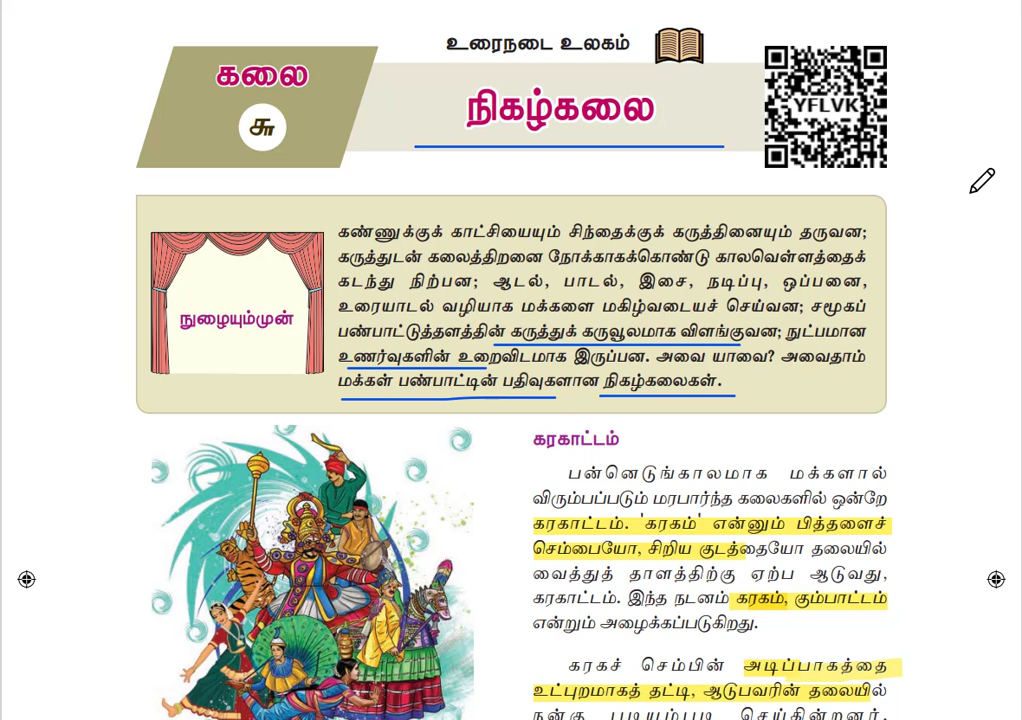 உரைநடை உலகம்
கலை
௬
நிகழ்கலை
YFLVK
கண்ணுக்குக் காட்சியையும் சிந்தைக்குக் கருத்தினையும் தருவன;
கருத்துடன் கலைத்திறனை நோக்காகக்கொண்டு காலவெள்ளத்தைக்
கடந்து நிற்பன; ஆடல், பாடல், இசை, நடிப்பு, ஒப்பனை,
உரையாடல் வழியாக மக்களை மகிழ்வடையச் செய்வன; சமூகப்
பண்பாட்டுத்தளத்தின் கருத்துக் கருவூலமாக விளங்குவன; நுட்பமான
உணர்வுகளின் உறைவிடமாக இருப்பன. அவை யாவை? அவைதாம்
மக்கள் பண்பாட்டின் பதிவுகளான நிகழ்கலைகள்.
நுழையும்முன்
கரகாட்டம்
பன்னெடுங்காலமாக மக்களால்
விரும்பப்படும் மரபார்ந்த கலைகளில் ஒன்றே
கரகாட்டம். 'கரகம்' என்னும் பித்தளைச்
செம்பையோ, சிறிய குடத்தையோ தலையில்
வைத்துத் தாளத்திற்கு ஏற்ப ஆடுவது,
கரகாட்டம். இந்த நடனம் கரகம், கும்பாட்டம்
என்றும் அழைக்கப்படுகிறது.
கரகச் செம்பின் அடிப்பாகத்தை
உட்புறமாகத் தட்டி, ஆடுபவரின் தலையில்
நன்கு படியும்படி செய்கின்றனர்.